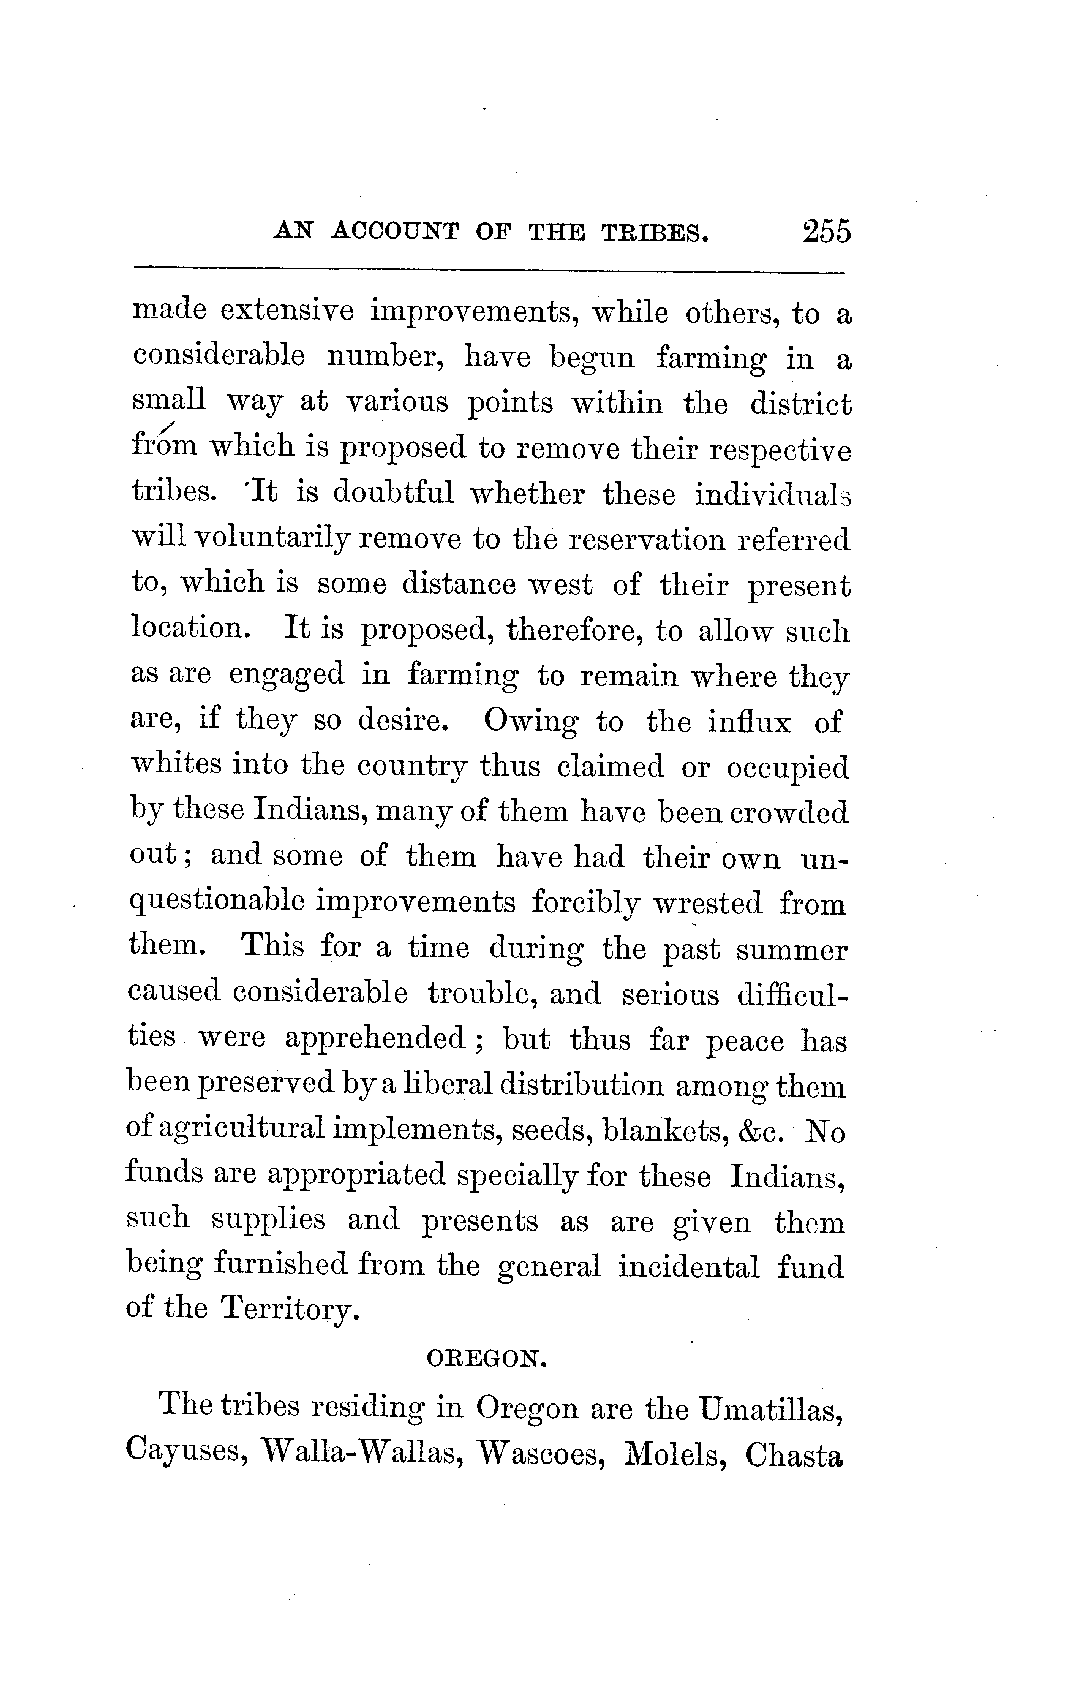 AN ACCOUNT OF THE TRIBES. 255
made extensive improvements, while others, to a
considerable number, have begun farming in a
small way at various points within the district
from which is proposed to remove their respective
tribes. It is doubtful whether these individuals
will voluntarily remove to the reservation referred
to, which is some distance west of their present
location. It is proposed, therefore, to allow such
as are engaged in farming to remain where they
are, if they so desire. Owing to the influx of
whites into the country thus claimed or occupied
by these Indians, many of them have been crowded
out; and some of them have had their own un-
questionable improvements forcibly wrested from
them. This for a time during the past summer
caused considerable trouble, and serious difficul-
ties were apprehended; but thus far peace has
been preserved by a liberal distribution among them
of agricultural implements, seeds, blankets, &c. No
funds are appropriated specially for these Indians,
such supplies and presents as are given them
being furnished from the general incidental fund
of the Territory.
OREGON.
The tribes residing in Oregon are the Umatillas,
Cayuses, Walla-Wallas, Wascoes, Molels, Chasta